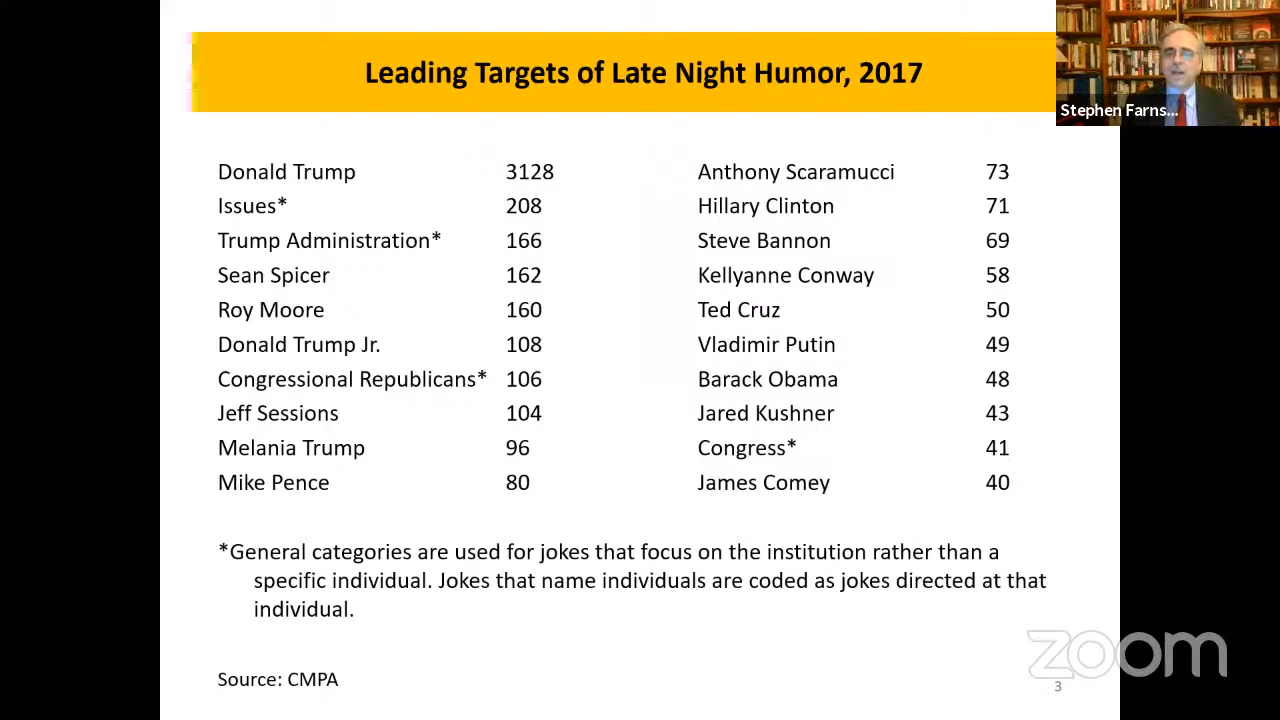 Leading Targets of Late Night Humor, 2017
Stephen Farns...
Donald Trump 3128
Issues* 208
Trump Administration* 166
Sean Spicer 162
Roy Moore 160
Donald Trump Jr. 108
Congressional Republicans* 106
Jeff Sessions 104
Melania Trump 96
Mike Pence 80
Anthony Scaramucci 73
Hillary Clinton 71
Steve Bannon 69
Kellyanne Conway 58
Ted Cruz 50
Vladimir Putin 49
Barack Obama 48
Jared Kushner 43
Congress* 41
James Comey 40
*General categories are used for jokes that focus on the institution rather than a
specific individual. Jokes that name individuals are coded as jokes directed at that
individual.
Source: CMPA
zoom
3